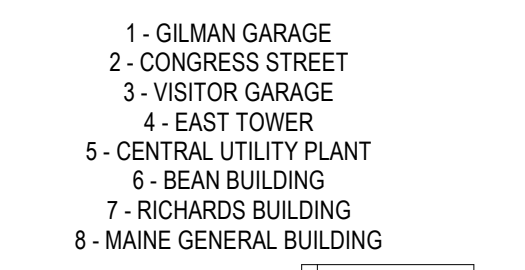 1 - GILMAN GARAGE
2 - CONGRESS STREET
3 - VISITOR GARAGE
4 - EAST TOWER
5 - CENTRAL UTILITY PLANT
6 - BEAN BUILDING
7 - RICHARDS BUILDING
8 - MAINE GENERAL BUILDING